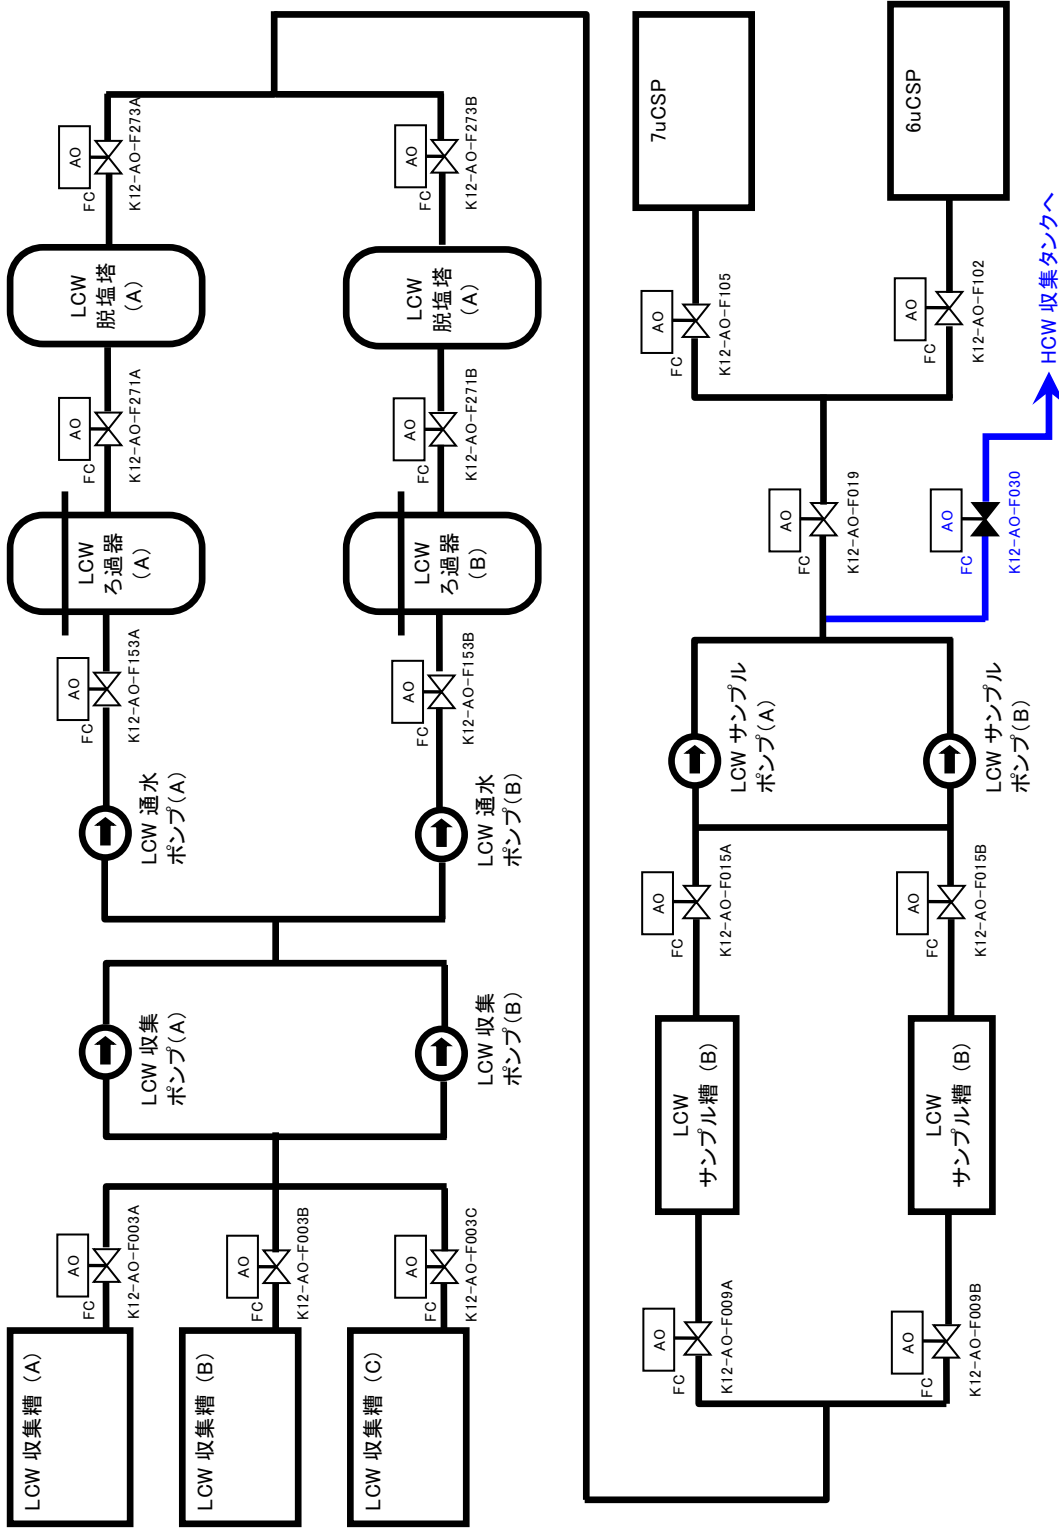 LCW 収集糟 (A)
AO
FC
K12-AO-F003A
LCW 収集
ポンプ(A)
LCW 通水
ポンプ(A)
AO
FC
K12-AO-F153A
LCW
ろ過器
(A)
AO
FC
K12-AO-F271A
LCW
脱塩塔
(A)
AO
FC
K12-AO-F273A
LCW 収集糟 (B)
AO
FC
K12-AO-F003B
LCW 収集糟 (C)
AO
FC
K12-AO-F003C
LCW 収集
ポンプ(B)
LCW 通水
ポンプ(B)
AO
FC
K12-AO-F153B
LCW
ろ過器
(B)
AO
FC
K12-AO-F271B
LCW
脱塩塔
(A)
AO
FC
K12-AO-F273B
AO
FC
K12-AO-F009A
LCW
サンプル糟 (B)
AO
FC
K12-AO-F015A
LCW サンプル
ポンプ(A)
AO
FC
K12-AO-F019
AO
FC
K12-AO-F105
7uCSP
AO
FC
K12-AO-F009B
LCW
サンプル糟 (B)
AO
FC
K12-AO-F015B
LCW サンプル
ポンプ(B)
AO
FC
K12-AO-F030
AO
FC
K12-AO-F102
6uCSP
HCW 収集タンクへ